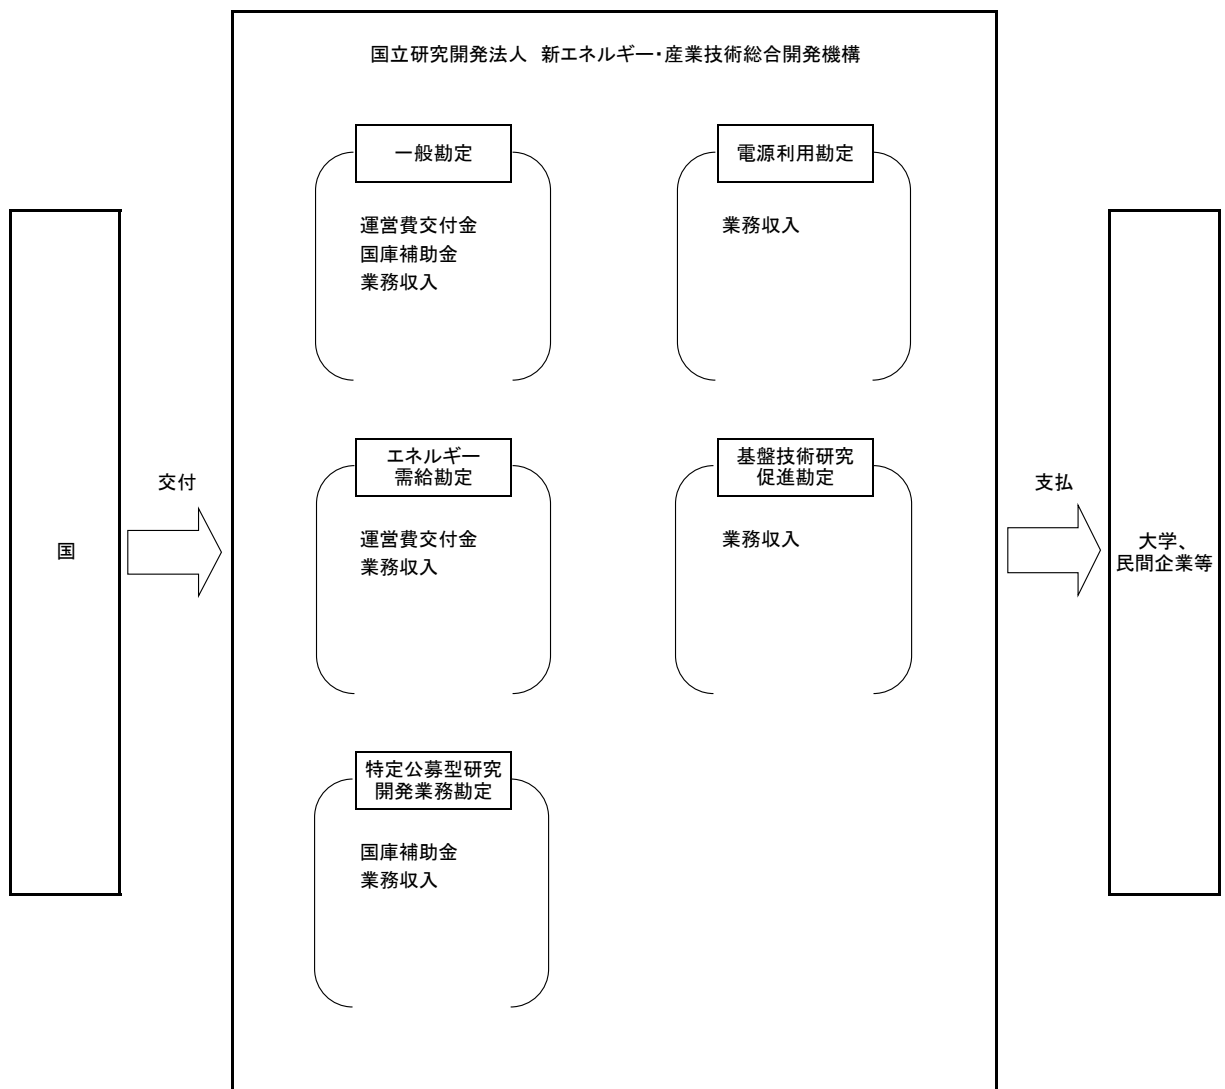 国立研究開発法人 新エネルギー・産業技術総合開発機構
一般勘定
運営費交付金
国庫補助金
業務収入
電源利用勘定
業務収入
エネルギー
需給勘定
運営費交付金
業務収入
基盤技術研究
促進勘定
業務収入
特定公募型研究
開発業務勘定
国庫補助金
業務収入
国
交付
支払
大学、
民間企業等